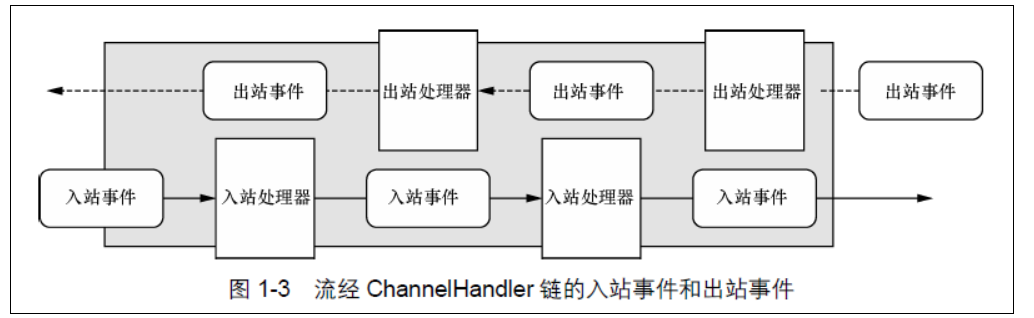 出站事件 出站处理器 出站事件 出站处理器 出站事件
入站事件 入站处理器 入站事件 入站处理器 入站事件
图 1-3 流经 ChannelHandler 链的入站事件和出站事件